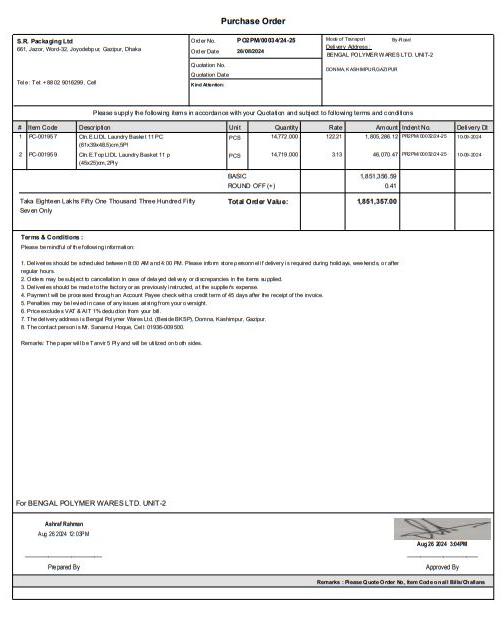 Purchase Order
S.R. Packaging Ltd
661, Jazor, Word-32, Joyodebpur, Gazipur, Dhaka
Tele : Tel: +8802 9016299, Cell
Order No. PO2PM/00034/24-25
Order Date 26/08/2024
Quotation No.
Quotation Date
Kind Attention:
Mode of Transport By-Road
Delivery Address :
BENGAL POLYMER WARES LTD. UNIT-2
DONNA, KASHIMPUR,GAZIPUR
Please supply the following items in accordance with your Quotation and subject to following terms and conditions
# Item Code Description Unit Quantity Rate Amount Indent No. Delivery Dt
1 PC-001957 Ctn.E.LIDL Laundry Basket 11 PC PCS 14,772.000 122.21 1,805,286.12 PR2PM/00032/24-25 10-09-2024
(61x39x48.5)cm,5Pl
2 PC-001959 Ctn.E.Top LIDL Laundry Basket 11 p PCS 14,719.000 3.13 46,070.47 PR2PM/00032/24-25 10-09-2024
(45x25)cm, 2Ply
BASIC 1,851,356.59
ROUND OFF (+) 0.41
Taka Eighteen Lakhs Fifty One Thousand Three Hundred Fifty
Seven Only
Total Order Value: 1,851,357.00
Terms & Conditions :
Please be mindful of the following information:
1. Deliveries should be scheduled between 8:00 AM and 4:00 PM. Please inform store personnel if delivery is required during holidays, weekends, or after
regular hours.
2. Orders may be subject to cancellation in case of delayed delivery or discrepancies in the items supplied.
3. Deliveries should be made to the factory or as previously instructed, at the supplier's expense.
4. Payment will be processed through an Account Payee check with a credit term of 45 days after the receipt of the invoice.
5. Penalties may be levied in case of any issues arising from your oversight.
6. Price excludes VAT & AIT 1% deduction from your bill.
7. The delivery address is Bengal Polymer Wares Ltd. (Beside BKSP), Domna, Kashimpur, Gazipur.
8. The contact person is Mr. Sanamul Hoque, Cell: 01936-009500.
Remarks: The paper will be Tanvir 5 Ply and will be utilized on both sides.
For BENGAL POLYMER WARES LTD. UNIT-2
Ashraf Rahman
Aug 26 2024 12:03PM
Prepared By
Aug 26 2024 3:04PM
Approved By
Remarks : Please Quote Order No, Item Code on all Bills/Challans